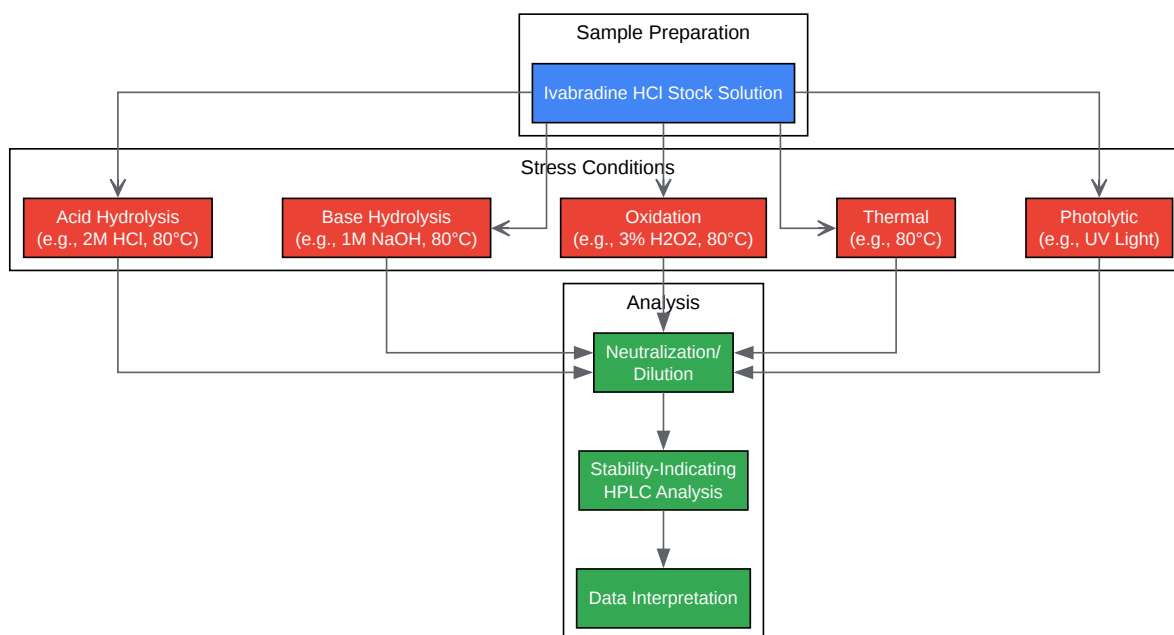 Sample Preparation
Ivabradine HCl Stock Solution
Stress Conditions
Acid Hydrolysis
(e.g., 2M HCl, 80°C)
Base Hydrolysis
(e.g., 1M NaOH, 80°C)
Oxidation
(e.g., 3% H2O2, 80°C)
Thermal
(e.g., 80°C)
Photolytic
(e.g., UV Light)
Analysis
Neutralization/
Dilution
Stability-Indicating
HPLC Analysis
Data Interpretation